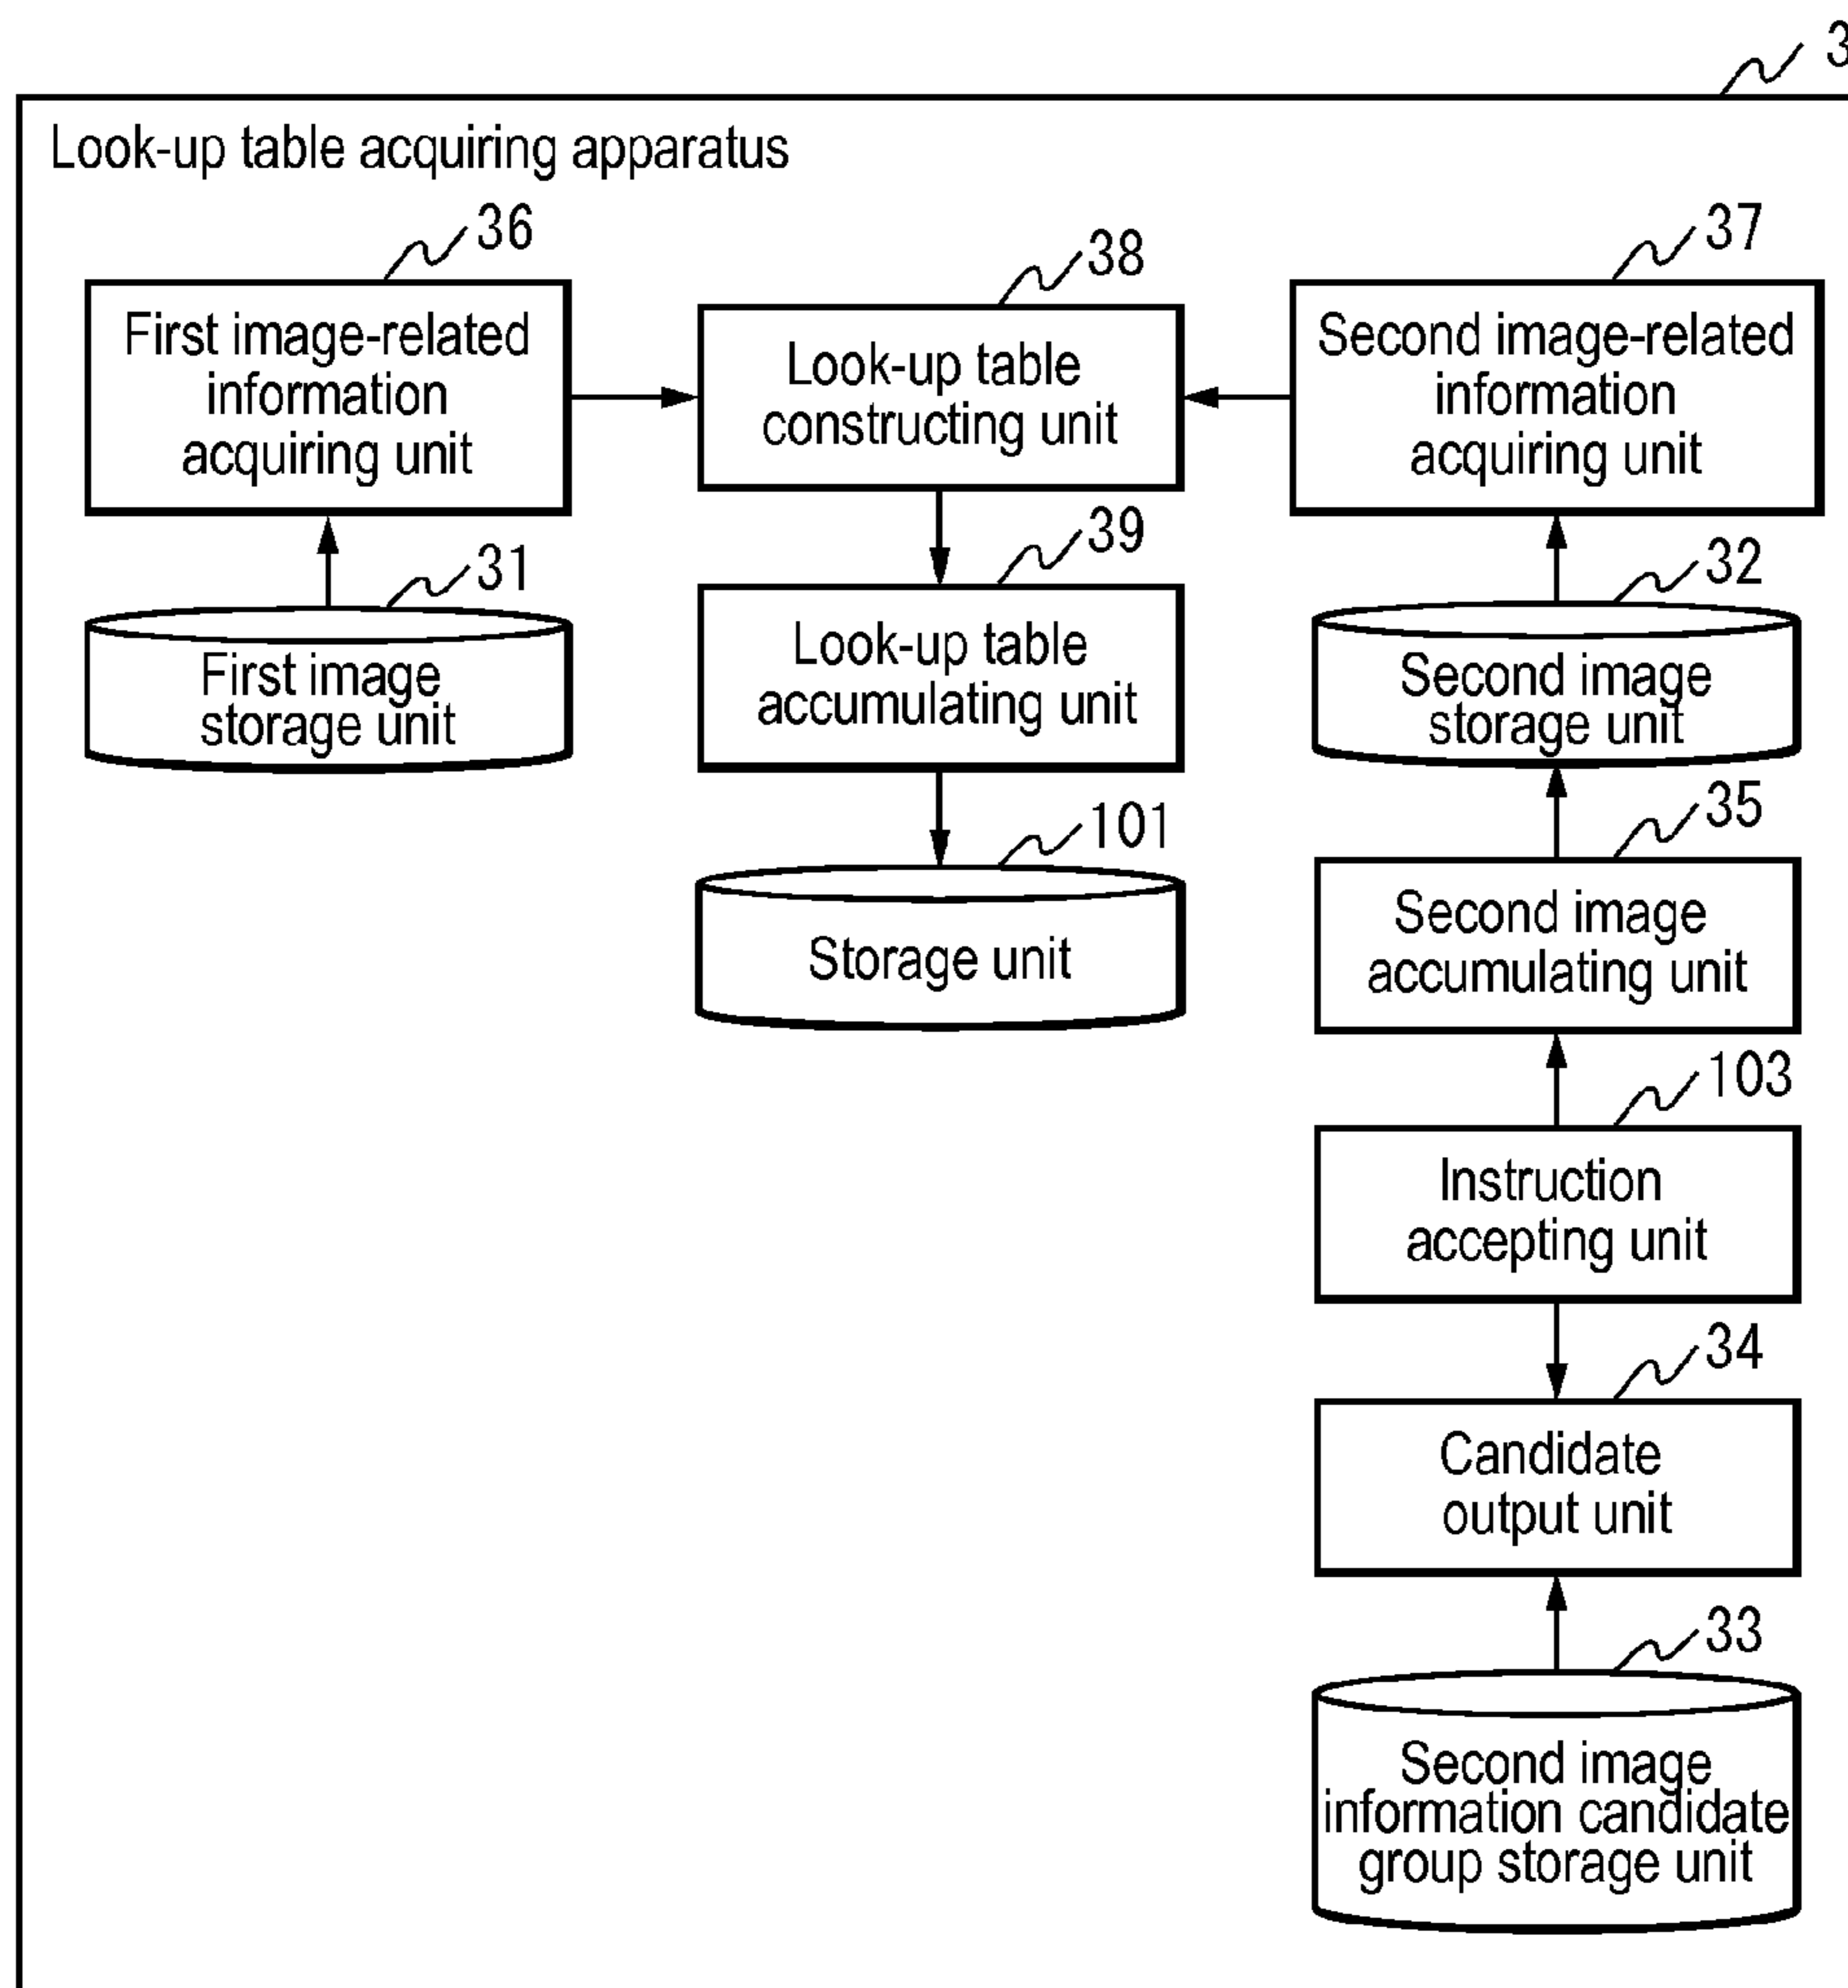 3
Look-up table acquiring apparatus
36
First image-related
information
acquiring unit
31
First image
storage unit
38
Look-up table
constructing unit
39
Look-up table
accumulating unit
101
Storage unit
37
Second image-related
information
acquiring unit
32
Second image
storage unit
35
Second image
accumulating unit
103
Instruction
accepting unit
34
Candidate
output unit
33
Second image
information candidate
group storage unit